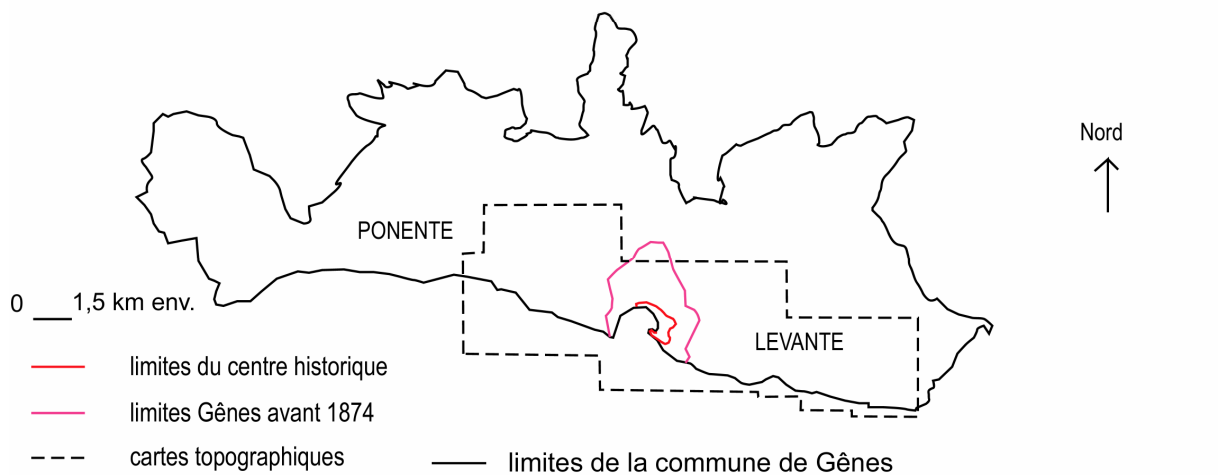 Nord
PONENTE
0 1,5 km env.
LEVANTE
limites du centre historique
limites Gênes avant 1874
cartes topographiques
limites de la commune de Gênes